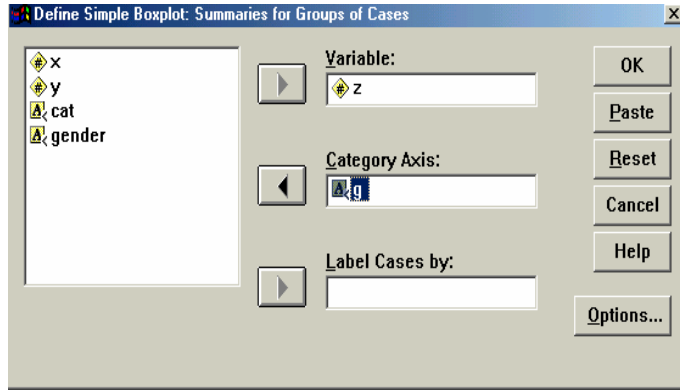 Define Simple Boxplot: Summaries for Groups of Cases
x
y
cat
gender
Variable:
z
Category Axis:
g
Label Cases by:
OK
Paste
Reset
Cancel
Help
Options...